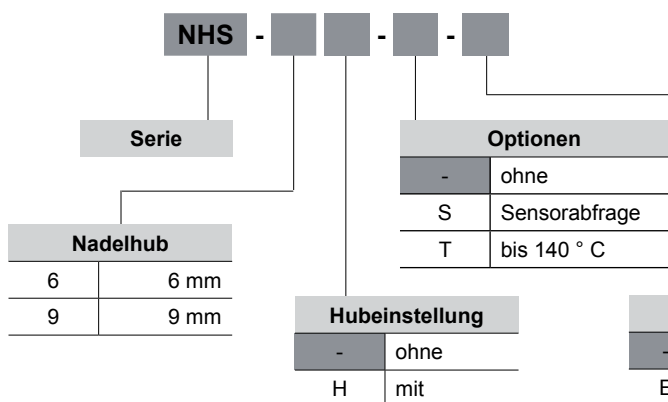 NHS - - -
Serie
Optionen
- ohne
S Sensorabfrage
T bis 140 ° C
Nadelhub
6 6 mm
9 9 mm
Hubeinstellung
- ohne
H mit
-
E